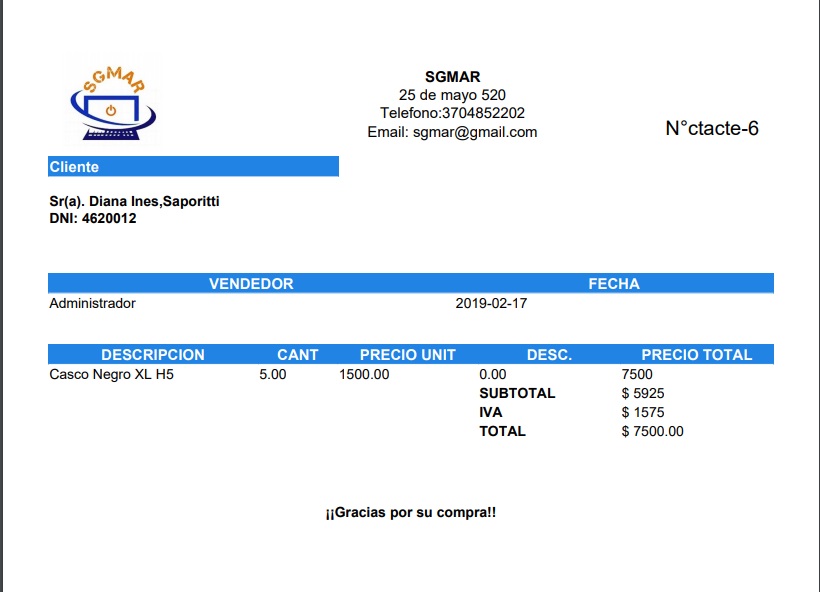 SGMAR
SGMAR
25 de mayo 520
Telefono:3704852202
Email: sgmar@gmail.com
N°ctacte-6
Cliente
Sr(a). Diana Ines,Saporitti
DNI: 4620012
VENDEDOR FECHA
Administrador 2019-02-17
DESCRIPCION CANT PRECIO UNIT DESC. PRECIO TOTAL
Casco Negro XL H5 5.00 1500.00 0.00 7500
SUBTOTAL $ 5925
IVA $ 1575
TOTAL $ 7500.00
¡¡Gracias por su compra!!